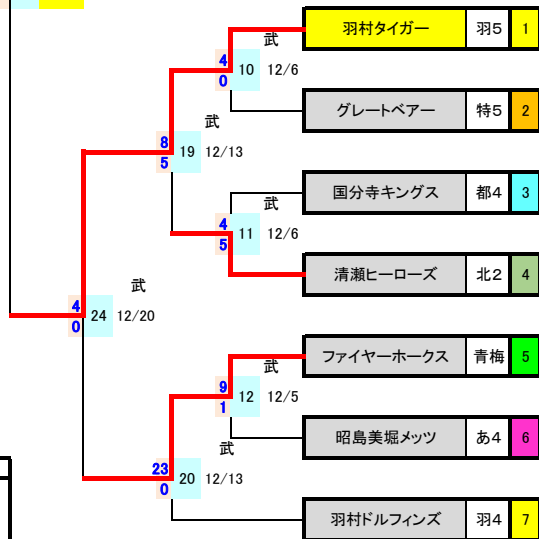 羽村タイガー 羽5 1
武
4
0
10 12/6
グレートベアー 特5 2
武
8
5
19 12/13
国分寺キングス 都4 3
武
4
5
11 12/6
清瀬ヒーローズ 北2 4
武
4
0
24 12/20
ファイヤーホークス 青梅 5
武
9
1
12 12/5
昭島美堀メッツ あ4 6
武
23
0
20 12/13
羽村ドルフィンズ 羽4 7